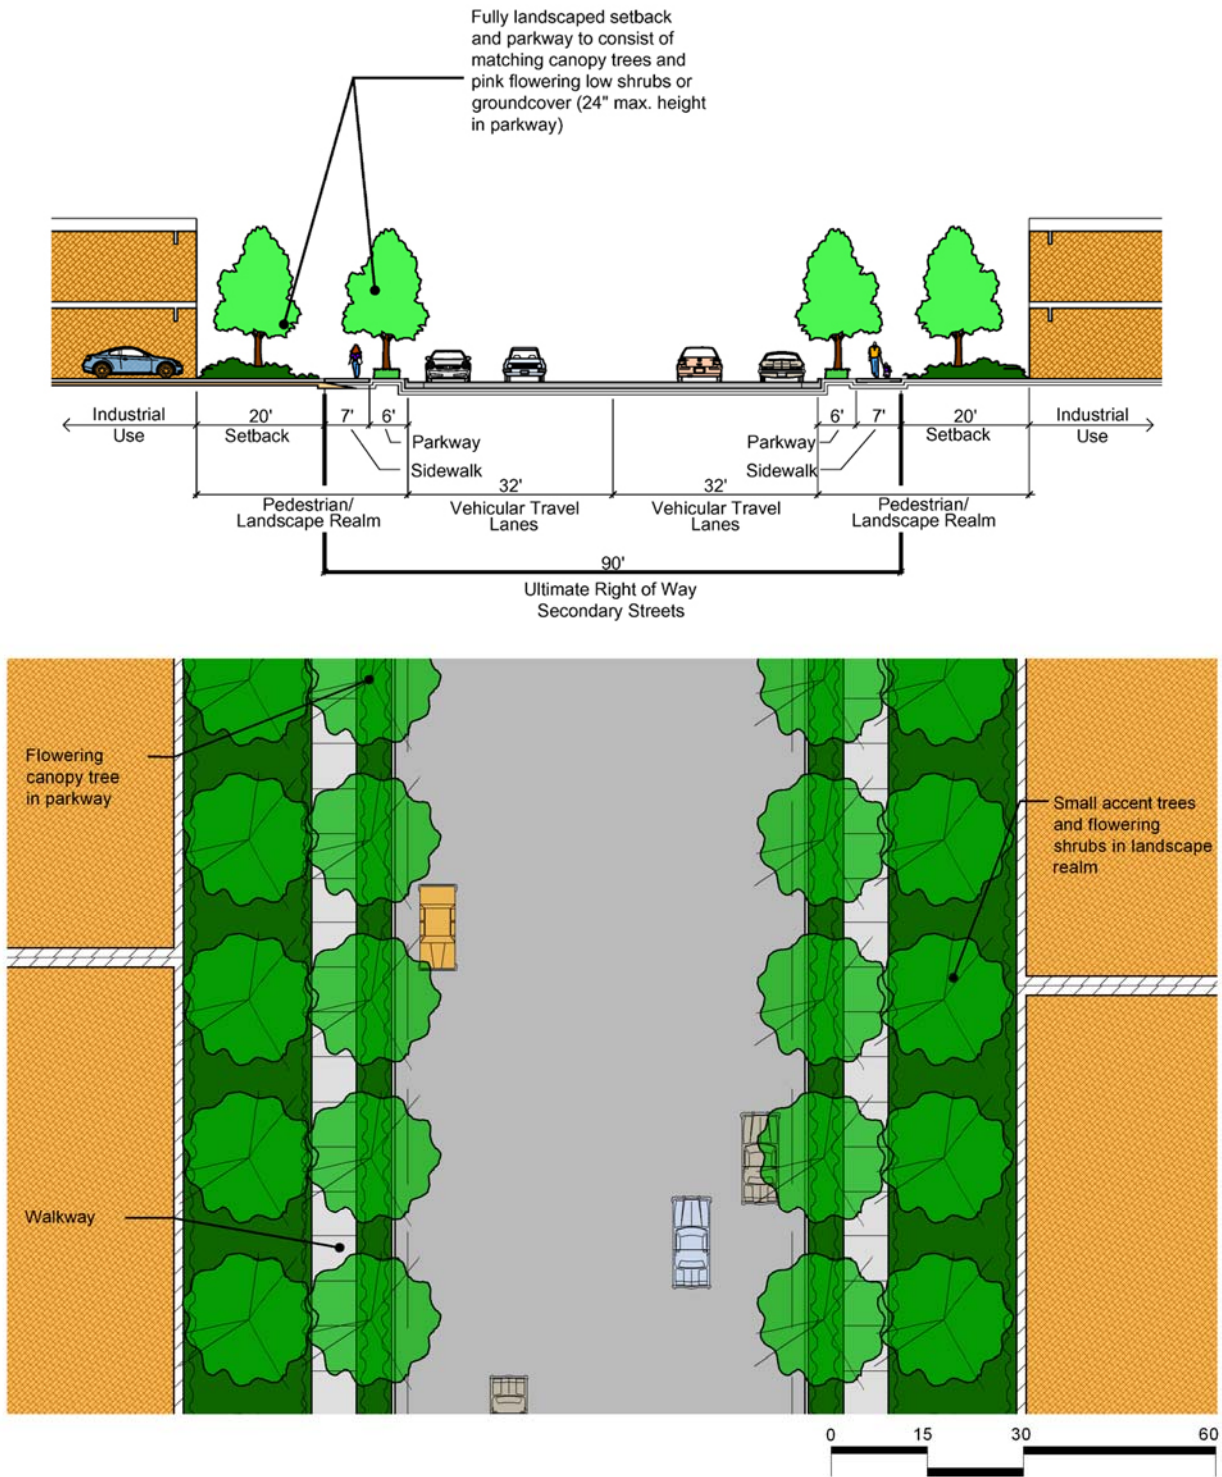 Fully landscaped setback
and parkway to consist of
matching canopy trees and
pink flowering low shrubs or
groundcover (24" max. height
in parkway)
Industrial
Use
20'
Setback
7'
6'
Parkway
Sidewalk
6'
7'
Parkway
Sidewalk
20'
Setback
Industrial
Use
Pedestrian/
Landscape Realm
32'
Vehicular Travel
Lanes
32'
Vehicular Travel
Lanes
Pedestrian/
Landscape Realm
90'
Ultimate Right of Way
Secondary Streets
Flowering
canopy tree
in parkway
Small accent trees
and flowering
shrubs in landscape
realm
Walkway
0 15 30 60